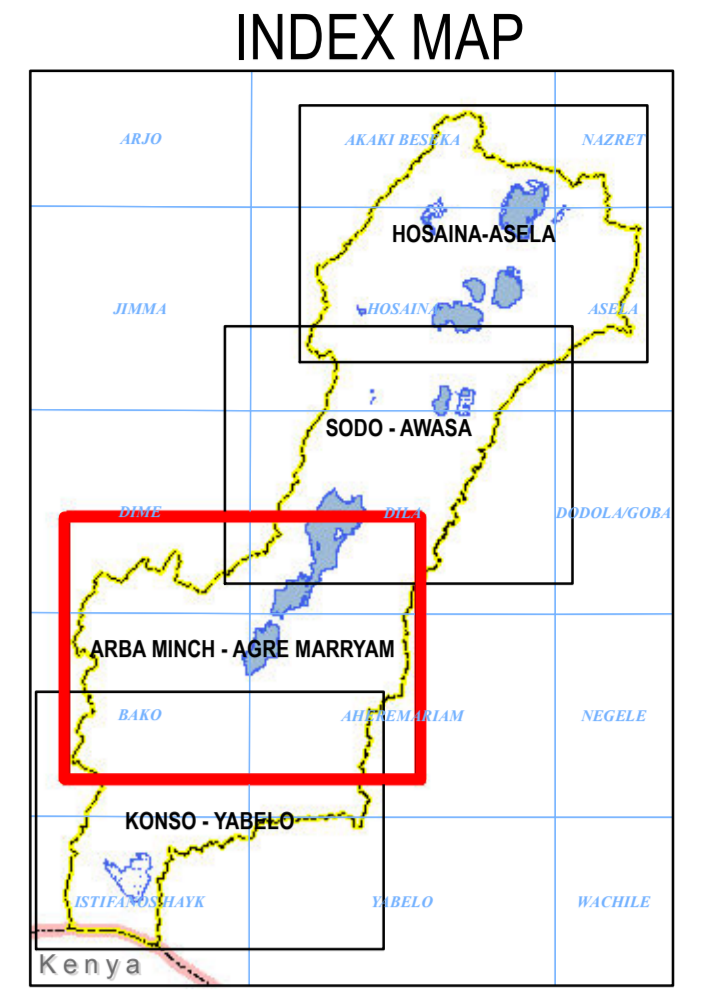 INDEX MAP
ARJO
AKAKI BESEKA
NAZRET
HOSAINA-ASELA
JIMMA
HOSAINA
ASELA
SODO - AWASA
DIME
DILA
DODOLA/GOBA
ARBA MINCH - AGRE MARRYAM
BAKO
AHEREMARIAM
NEGELE
KONSO - YABELO
ISTIFANOS HAYK
YABELO
WACHILE
Kenya